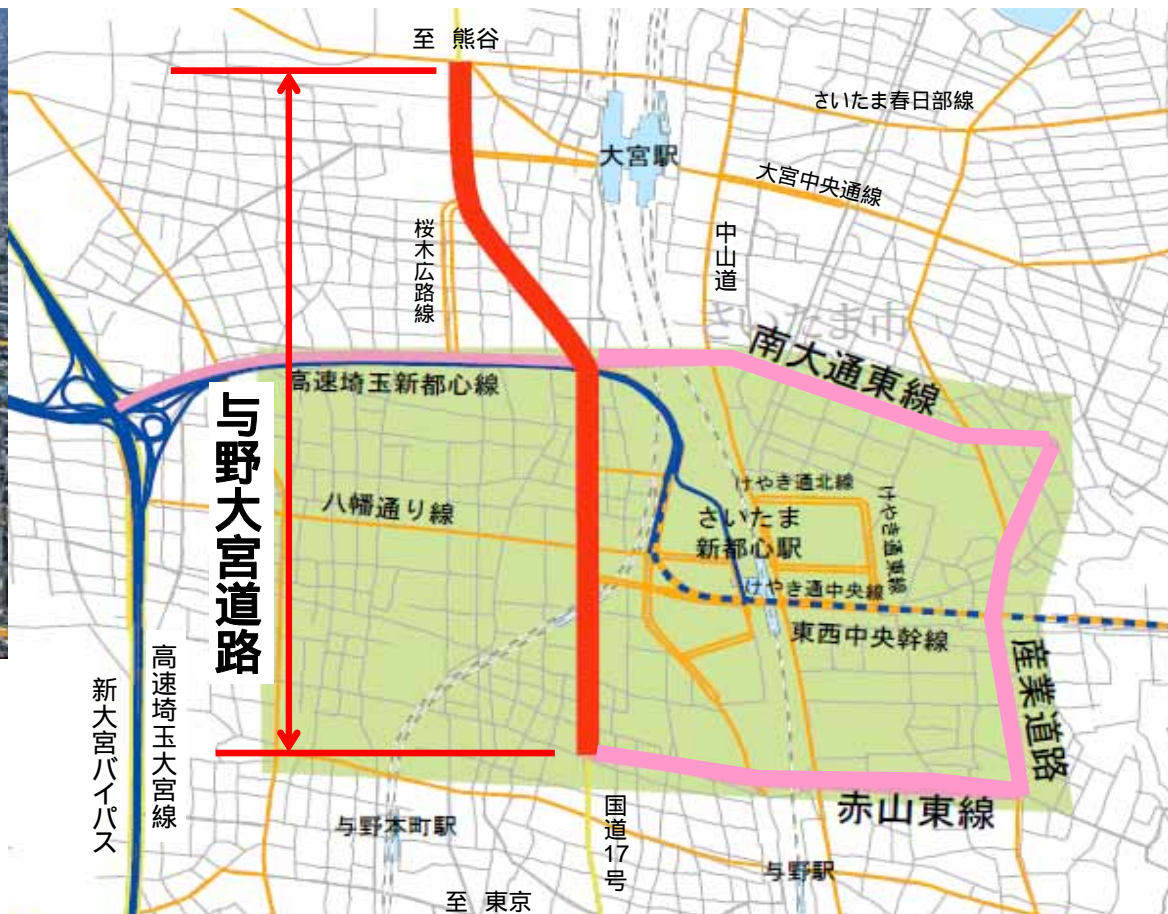 至 熊谷
さいたま春日部線
大宮駅
大宮中央通線
桜木広路線
中山道
さいたま市
南大通東線
高速埼玉新都心線
与野大宮道路
八幡通り線
けやき通北線
さいたま
新都心駅
けやき通東線
けやき通中央線
東西中央幹線
高速埼玉大宮線
新大宮バイパス
産業道路
赤山東線
国道17号
与野本町駅
与野駅
至 東京